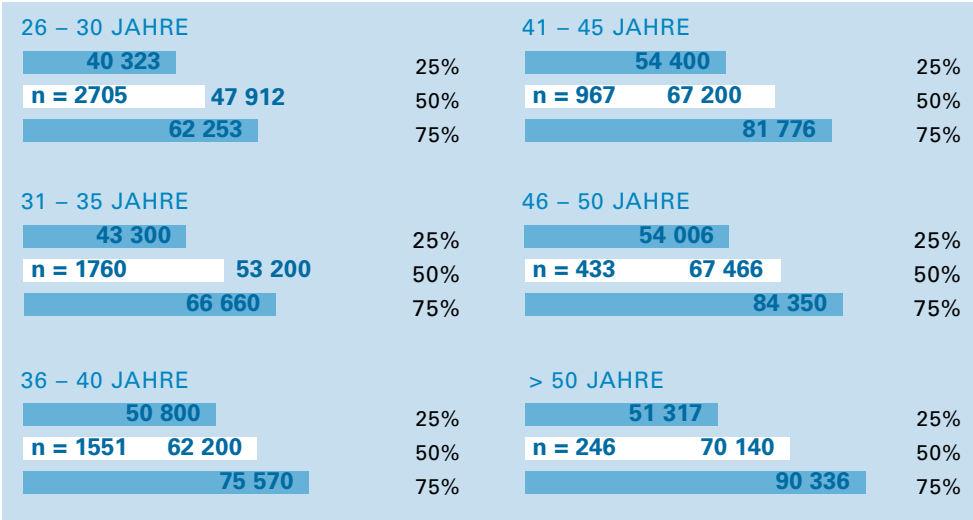 26 – 30 JAHRE
40 323 25%
n = 2705 47 912 50%
62 253 75%
31 – 35 JAHRE
43 300 25%
n = 1760 53 200 50%
66 660 75%
36 – 40 JAHRE
50 800 25%
n = 1551 62 200 50%
75 570 75%
41 – 45 JAHRE
54 400 25%
n = 967 67 200 50%
81 776 75%
46 – 50 JAHRE
54 006 25%
n = 433 67 466 50%
84 350 75%
> 50 JAHRE
51 317 25%
n = 246 70 140 50%
90 336 75%